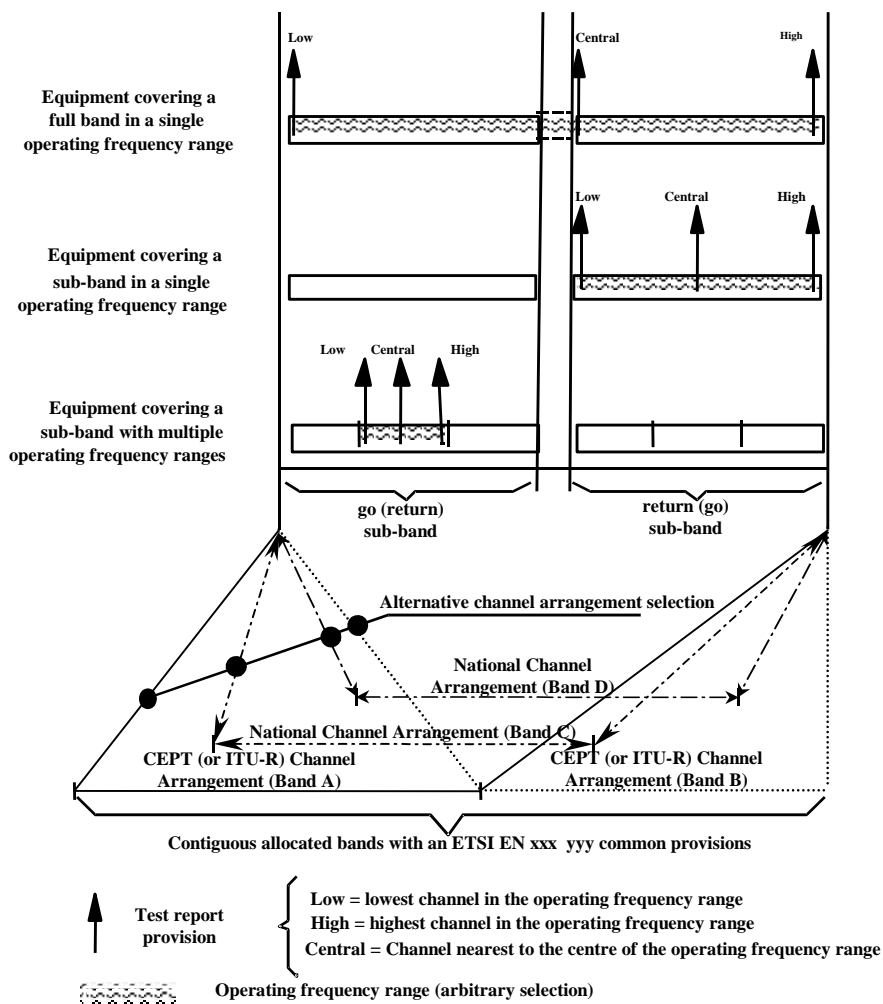 Low
Central
High
Equipment covering a
full band in a single
operating frequency range
Low
Central
High
Equipment covering a
sub-band in a single
operating frequency range
Low
Central
High
Equipment covering a
sub-band with multiple
operating frequency ranges
go (return)
sub-band
return (go)
sub-band
Alternative channel arrangement selection
National Channel
Arrangement (Band D)
National Channel Arrangement (Band C)
CEPT (or ITU-R) Channel
Arrangement (Band A)
CEPT (or ITU-R) Channel
Arrangement (Band B)
Contiguous allocated bands with an ETSI EN xxx yyy common provisions
Test report
provision
Low = lowest channel in the operating frequency range
High = highest channel in the operating frequency range
Central = Channel nearest to the centre of the operating frequency range
Operating frequency range (arbitrary selection)